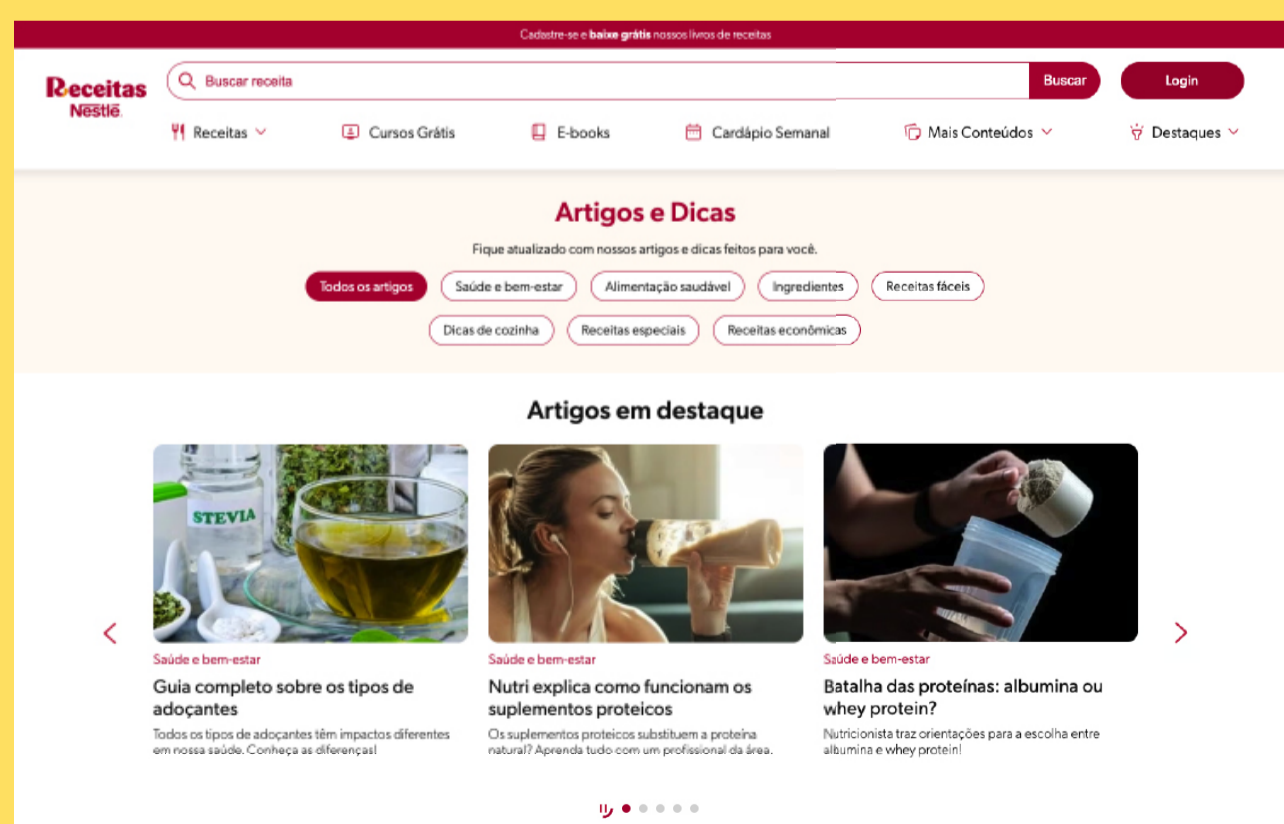 Cadastre-se e baixe grátis nossos livros de receitas
Receitas
Nestlé.
Buscar receita
Buscar
Login
Receitas
Cursos Grátis
E-books
Cardápio Semanal
Mais Conteúdos
Destaques
Artigos e Dicas
Fique atualizado com nossos artigos e dicas feitos para você.
Todos os artigos
Saúde e bem-estar
Alimentação saudável
Ingredientes
Receitas fáceis
Dicas de cozinha
Receitas especiais
Receitas econômicas
Artigos em destaque
STEVIA
Saúde e bem-estar
Guia completo sobre os tipos de
adoçantes
Todos os tipos de adoçantes têm impactos diferentes
em nossa saúde. Conheça as diferenças!
Saúde e bem-estar
Nutri explica como funcionam os
suplementos proteicos
Os suplementos proteicos substituem a proteína
natural? Aprenda tudo com um profissional da área.
Saúde e bem-estar
Batalha das proteínas: albumina ou
whey protein?
Nutricionista traz orientações para a escolha entre
albumina e whey protein!